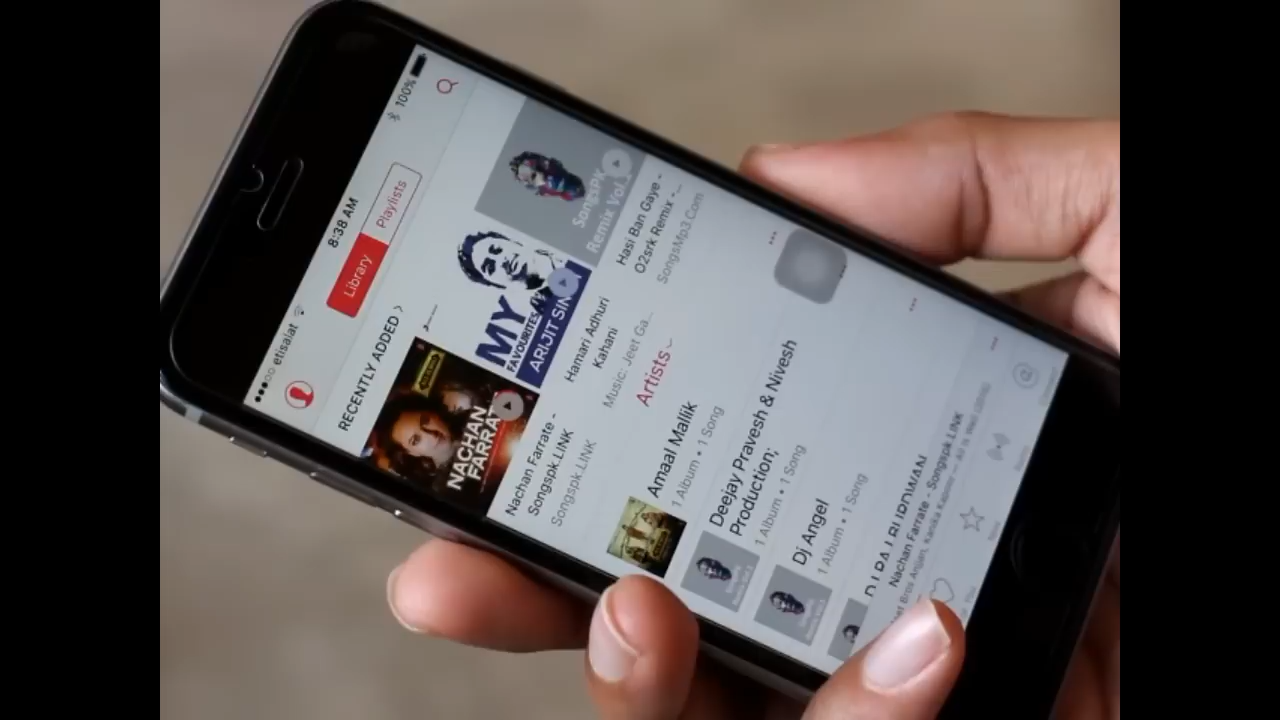 etisalat
8:38 AM
100%
Library
Playlists
RECENTLY ADDED >
NACHAN
FARRATE
MY
FAVOURITES
ARIJIT SIN
SongsPK
Remix Vol
Nachan Farrate -
Songspk.LINK
Songspk.LINK
Hamari Adhuri
Kahani
Music: Jeet Ga...
Hasi Ban Gaye -
O2srk Remix -...
SongsMp3.Com
Artists
Amaal Mallik
1 Album • 1 Song
Deejay Pravesh & Nivesh
Production;
1 Album • 1 Song
Dj Angel
1 Album • 1 Song
Nachan Farrate - Songspk.LINK